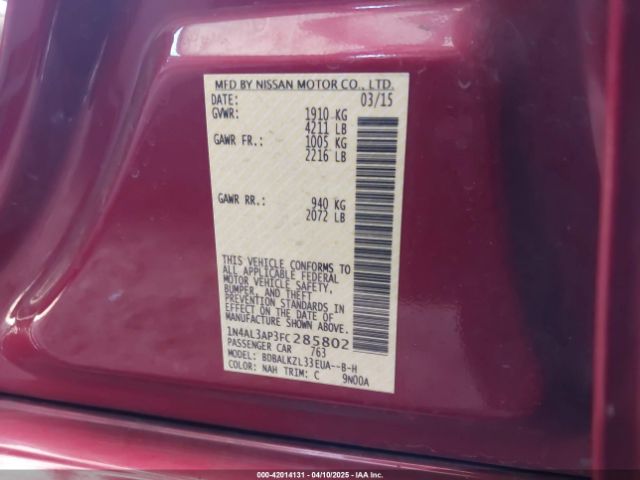 MFD BY NISSAN MOTOR CO., LTD.
DATE: 03/15
GVWR: 1910 KG
4211 LB
GAWR FR.: 1005 KG
2216 LB
GAWR RR.: 940 KG
2072 LB
THIS VEHICLE CONFORMS TO
ALL APPLICABLE FEDERAL
MOTOR VEHICLE SAFETY,
BUMPER, AND THEFT
PREVENTION STANDARDS IN
EFFECT ON THE DATE OF
MANUFACTURE SHOWN ABOVE.
1N4AL3AP3FC285802
PASSENGER CAR 763
MODEL: BDBALKZL33EUA--B-H
COLOR: NAH TRIM: C 9N00A
000-42014131 - 04/10/2025 - IAA Inc.